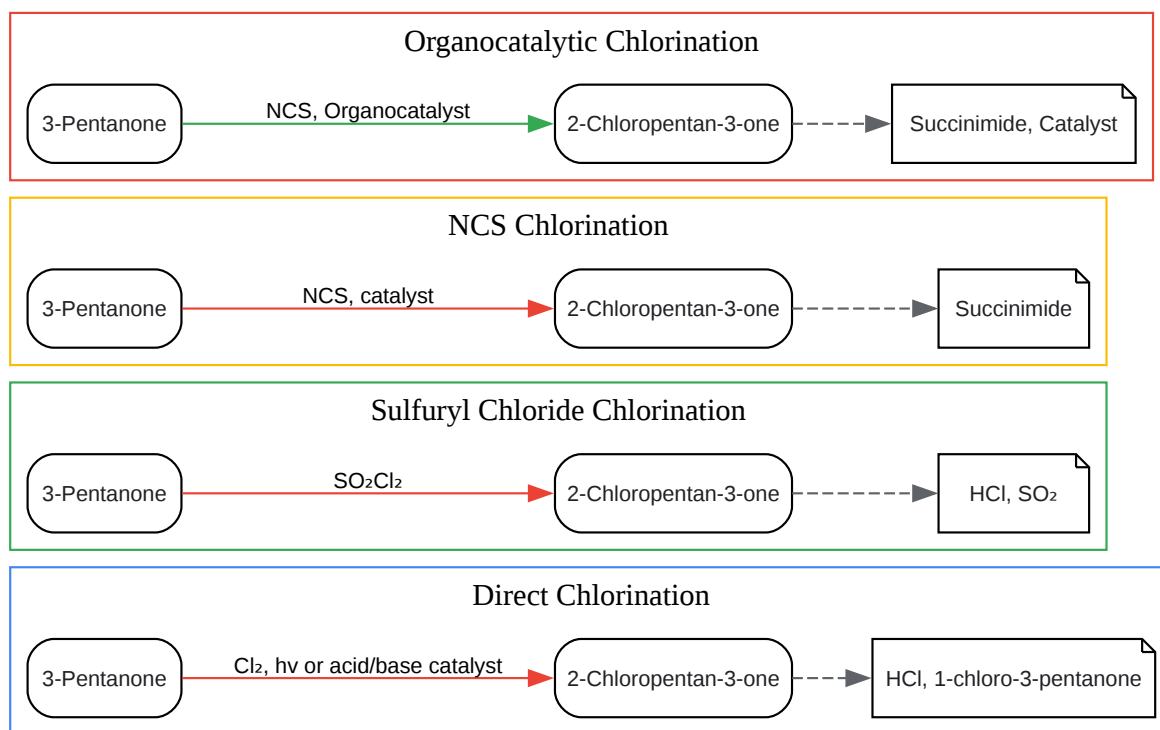 Organocatalytic Chlorination
3-Pentanone
NCS, Organocatalyst
2-Chloropentan-3-one
Succinimide, Catalyst
NCS Chlorination
3-Pentanone
NCS, catalyst
2-Chloropentan-3-one
Succinimide
Sulfuryl Chloride Chlorination
3-Pentanone
SO₂Cl₂
2-Chloropentan-3-one
HCl, SO₂
Direct Chlorination
3-Pentanone
Cl₂, hv or acid/base catalyst
2-Chloropentan-3-one
HCl, 1-chloro-3-pentanone